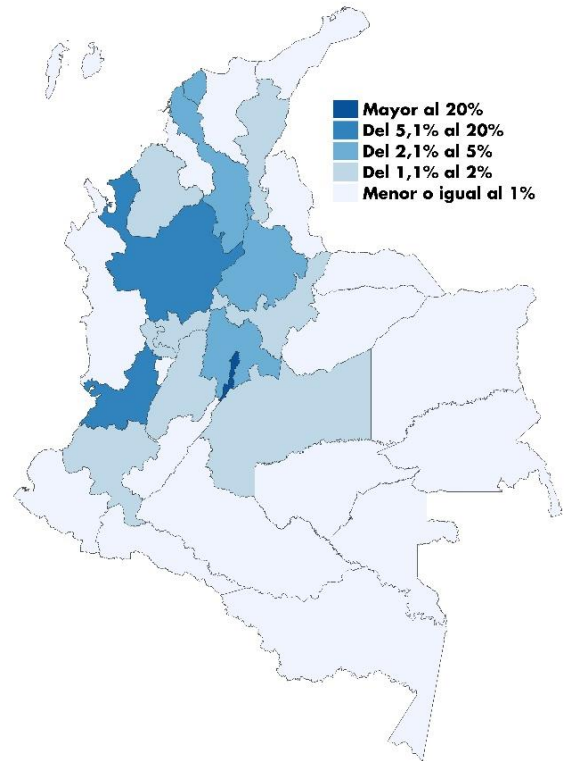 Mayor al 20%
Del 5,1% al 20%
Del 2,1% al 5%
Del 1,1% al 2%
Menor o igual al 1%